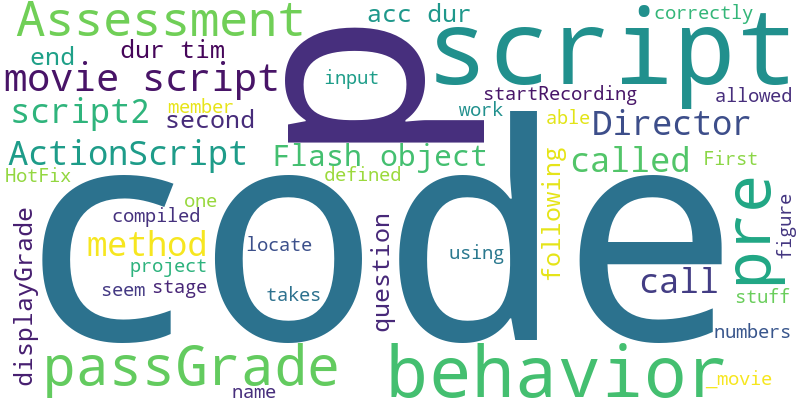 Assessment
acc dur
correctly
script
end
dur tim
p
movie script
input
startRecording
allowed
script2
member
second
work
able
Director
ActionScript
Flash object
called
First
HotFix
defined
following
pre
figure
one
compiled
code
method
locate
using
project
call
displayGrade
seem
stage
takes
question
stuff
numbers
passGrade
behavior
_movie
name